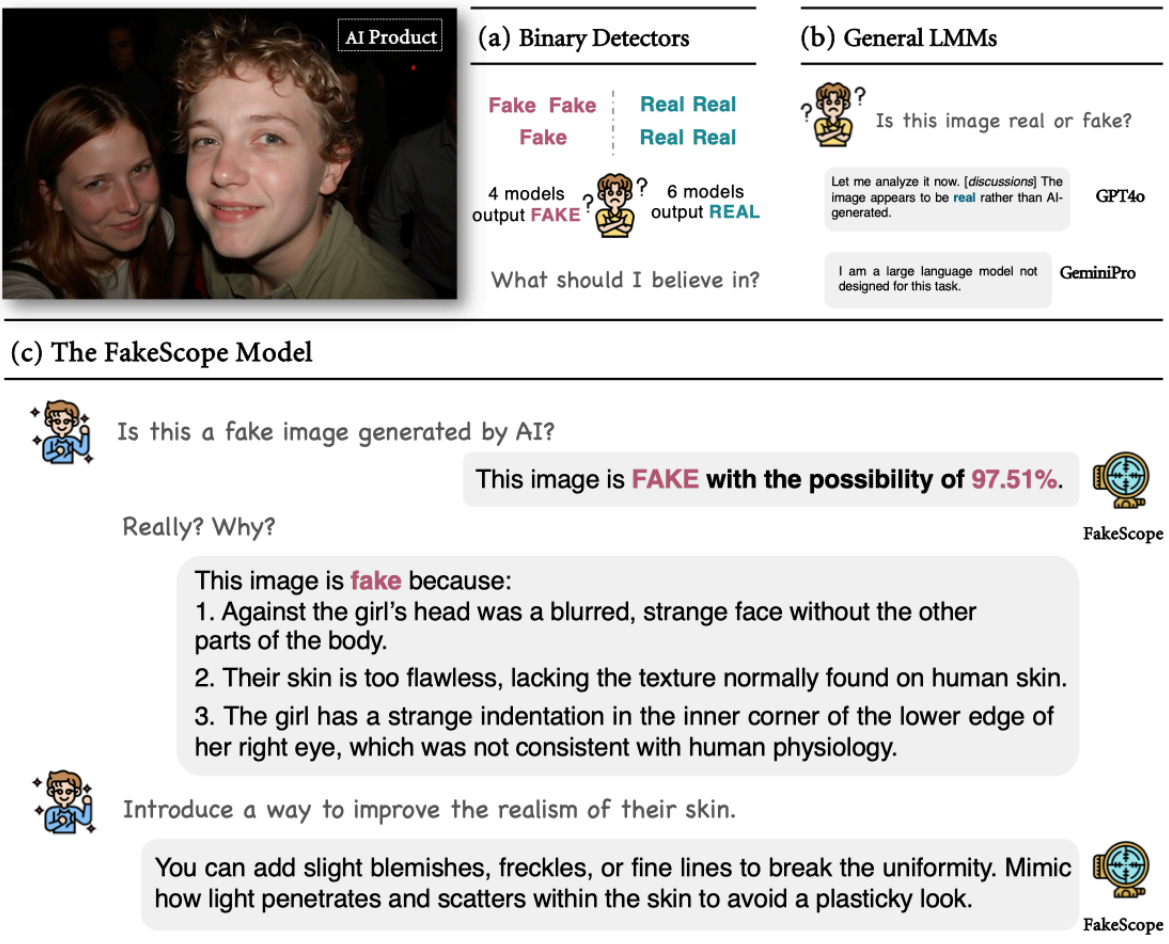 AI Product
(a) Binary Detectors
Fake Fake
Fake
Real Real
Real Real
4 models
output FAKE
? ?
6 models
output REAL
What should I believe in?
(b) General LMMs
? ?
Is this image real or fake?
Let me analyze it now. [discussions] The
image appears to be real rather than AI-
generated.
GPT4o
I am a large language model not
designed for this task.
GeminiPro
(c) The FakeScope Model
Is this a fake image generated by AI?
This image is FAKE with the possibility of 97.51%.
FakeScope
Really? Why?
This image is fake because:
1. Against the girl's head was a blurred, strange face without the other
parts of the body.
2. Their skin is too flawless, lacking the texture normally found on human skin.
3. The girl has a strange indentation in the inner corner of the lower edge of
her right eye, which was not consistent with human physiology.
Introduce a way to improve the realism of their skin.
You can add slight blemishes, freckles, or fine lines to break the uniformity. Mimic
how light penetrates and scatters within the skin to avoid a plasticky look.
FakeScope